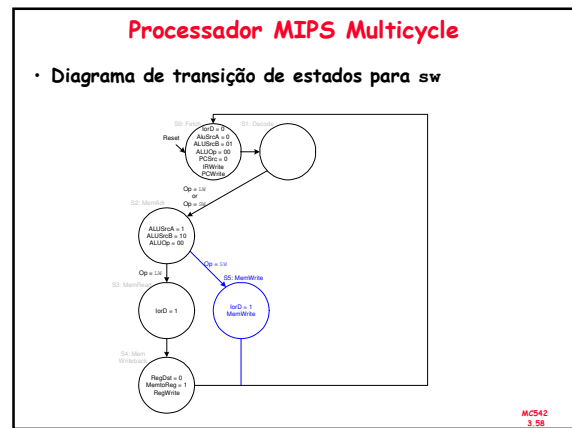 Processador MIPS Multicycle
• Diagrama de transição de estados para sw
S0: Fetch
S1: Decode
Reset
IorD = 0
AluSrcA = 0
ALUSrcB = 01
ALUOp = 00
PCSrc = 0
IRWrite
PCWrite
Op = LW
or
Op = SW
S2: MemAdr
ALUSrcA = 1
ALUSrcB = 10
ALUOp = 00
Op = LW
Op = SW
S3: MemRead
S5: MemWrite
IorD = 1
IorD = 1
MemWrite
S4: Mem
Writeback
RegDst = 0
MemtoReg = 1
RegWrite
MC542
3.58